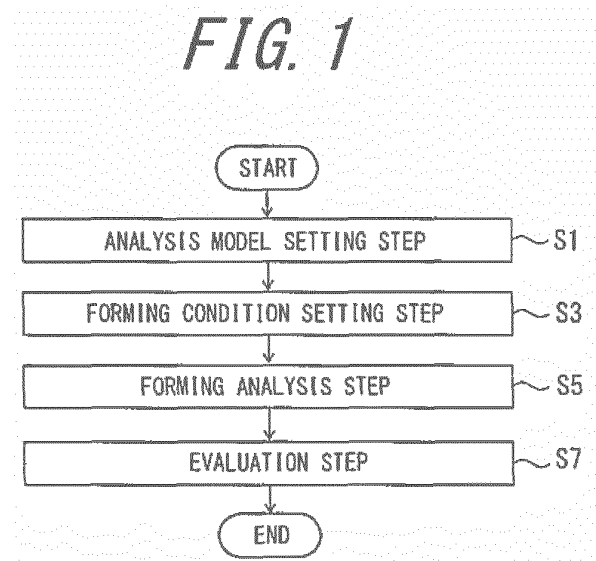 FIG. 1
START
ANALYSIS MODEL SETTING STEP S1
FORMING CONDITION SETTING STEP S3
FORMING ANALYSIS STEP S5
EVALUATION STEP S7
END